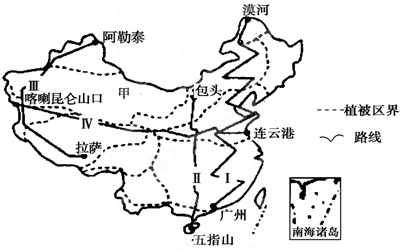 漠河
阿勒泰
Ⅲ
喀喇昆仑山口
甲
包头
Ⅳ
拉萨
连云港
Ⅱ
Ⅰ
广州
五指山
植被区界
路线
南海诸岛